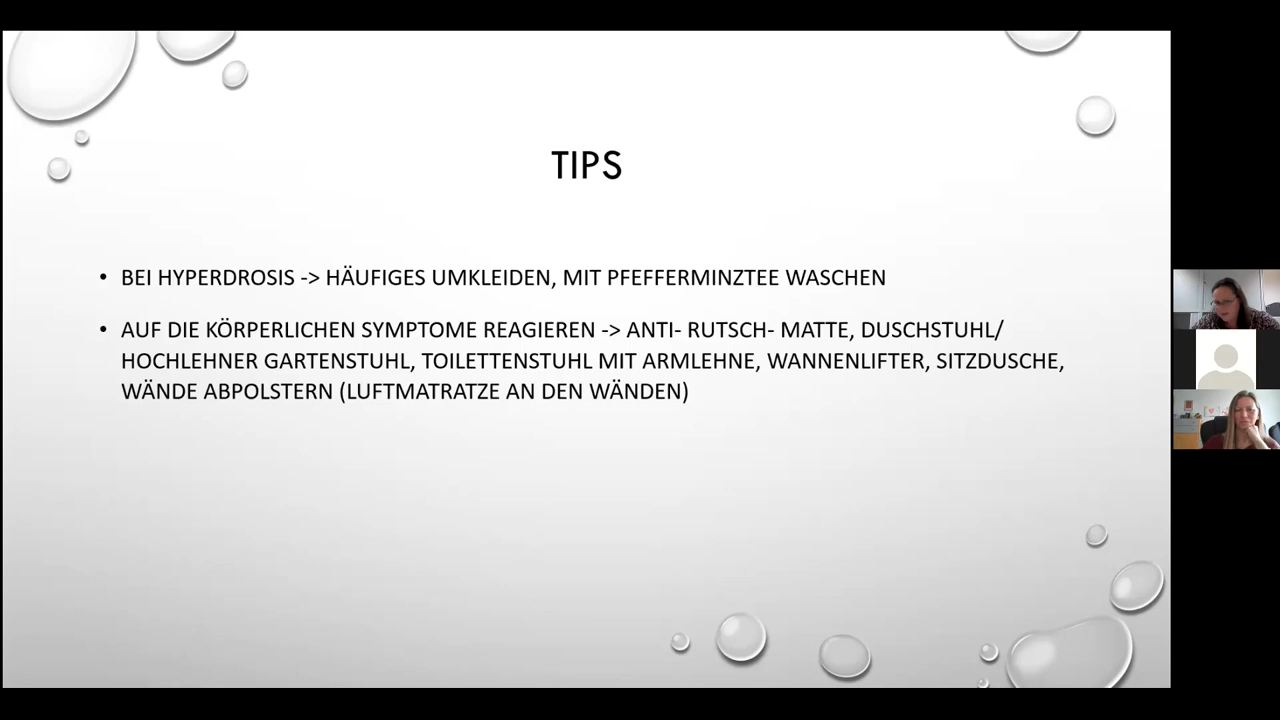 TIPS
• BEI HYPERDROSIS -> HÄUFIGES UMKLEIDEN, MIT PFEFFERMINZTEE WASCHEN
• AUF DIE KÖRPERLICHEN SYMPTOME REAGIEREN -> ANTI- RUTSCH- MATTE, DUSCHSTUHL/
HOCHLEHNER GARTENSTUHL, TOILETTENSTUHL MIT ARMLEHNE, WANNENLIFTER, SITZDUSCHE,
WÄNDE ABPOLSTERN (LUFTMATRATZE AN DEN WÄNDEN)